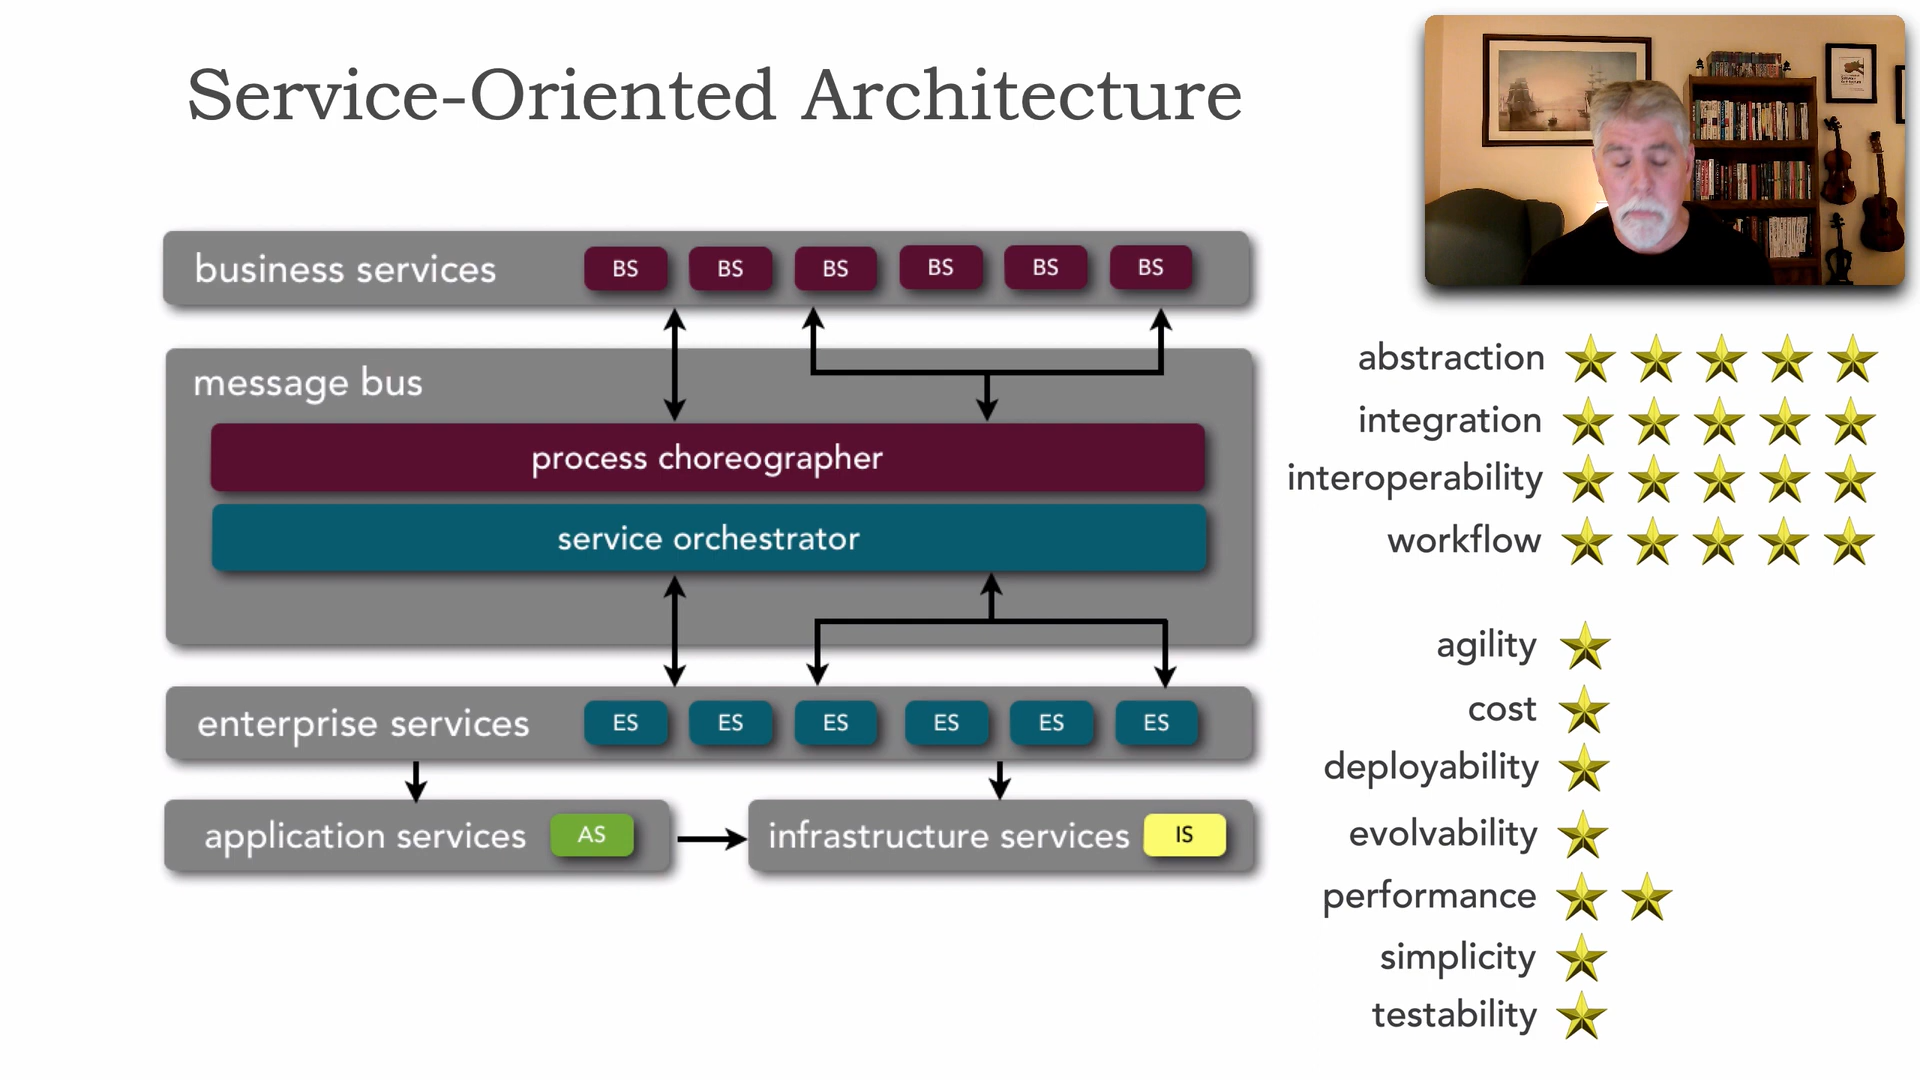 Service-Oriented Architecture
business services BS BS BS BS BS BS
message bus
process choreographer
service orchestrator
enterprise services ES ES ES ES ES ES
application services AS
infrastructure services IS
abstraction
integration
interoperability
workflow
agility
cost
deployability
evolvability
performance
simplicity
testability